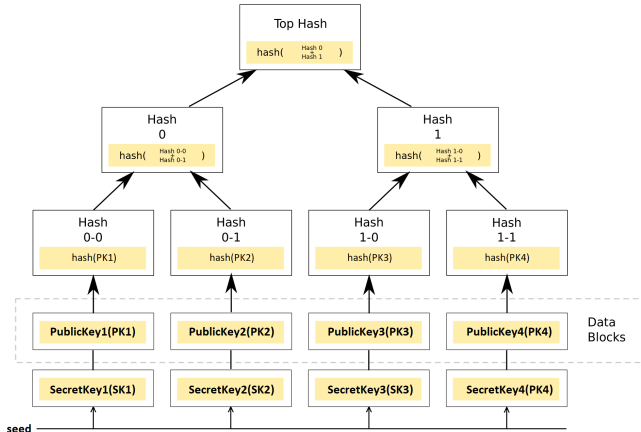 Top Hash
hash( Hash 0 + Hash 1 )
Hash
0
hash( Hash 0-0 + Hash 0-1 )
Hash
1
hash( Hash 1-0 + Hash 1-1 )
Hash
0-0
hash(PK1)
Hash
0-1
hash(PK2)
Hash
1-0
hash(PK3)
Hash
1-1
hash(PK4)
PublicKey1(PK1)
PublicKey2(PK2)
PublicKey3(PK3)
PublicKey4(PK4)
Data
Blocks
SecretKey1(SK1)
SecretKey2(SK2)
SecretKey3(SK3)
SecretKey4(PK4)
seed